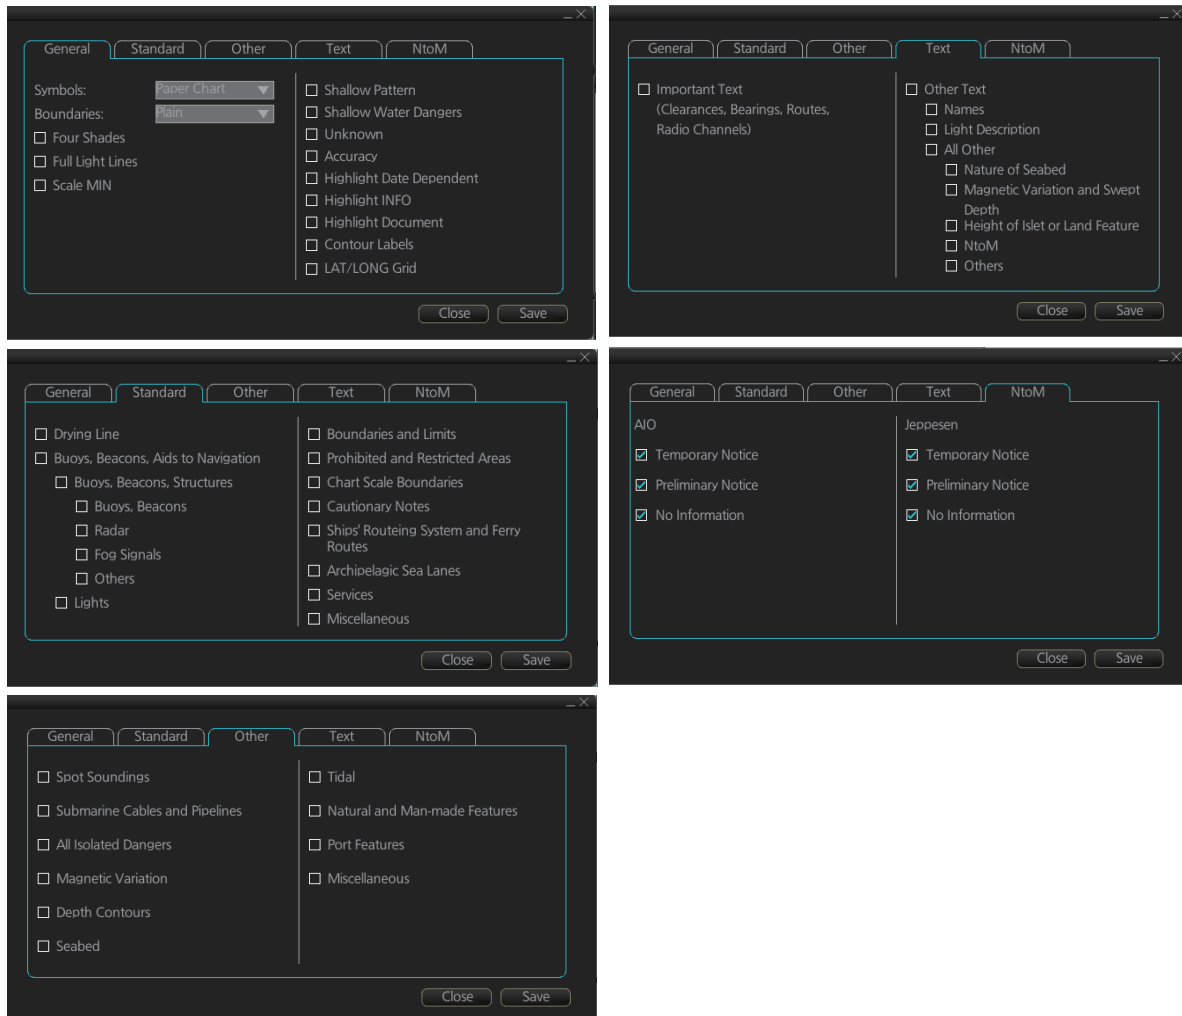 General Standard Other Text NtoM
Symbols: Paper Chart
Boundaries: Plain
Four Shades
Full Light Lines
Scale MIN
Shallow Pattern
Shallow Water Dangers
Unknown
Accuracy
Highlight Date Dependent
Highlight INFO
Highlight Document
Contour Labels
LAT/LONG Grid
Close Save
General Standard Other Text NtoM
Important Text
(Clearances, Bearings, Routes,
Radio Channels)
Other Text
Names
Light Description
All Other
Nature of Seabed
Magnetic Variation and Swept
Depth
Height of Islet or Land Feature
NtoM
Others
Close Save
General Standard Other Text NtoM
Drying Line
Buoys, Beacons, Aids to Navigation
Buoys, Beacons, Structures
Buoys, Beacons
Radar
Fog Signals
Others
Lights
Boundaries and Limits
Prohibited and Restricted Areas
Chart Scale Boundaries
Cautionary Notes
Ships' Routeing System and Ferry
Routes
Archipelagic Sea Lanes
Services
Miscellaneous
Close Save
General Standard Other Text NtoM
AIO
Temporary Notice
Preliminary Notice
No Information
Jeppesen
Temporary Notice
Preliminary Notice
No Information
Close Save
General Standard Other Text NtoM
Spot Soundings
Submarine Cables and Pipelines
All Isolated Dangers
Magnetic Variation
Depth Contours
Seabed
Tidal
Natural and Man-made Features
Port Features
Miscellaneous
Close Save